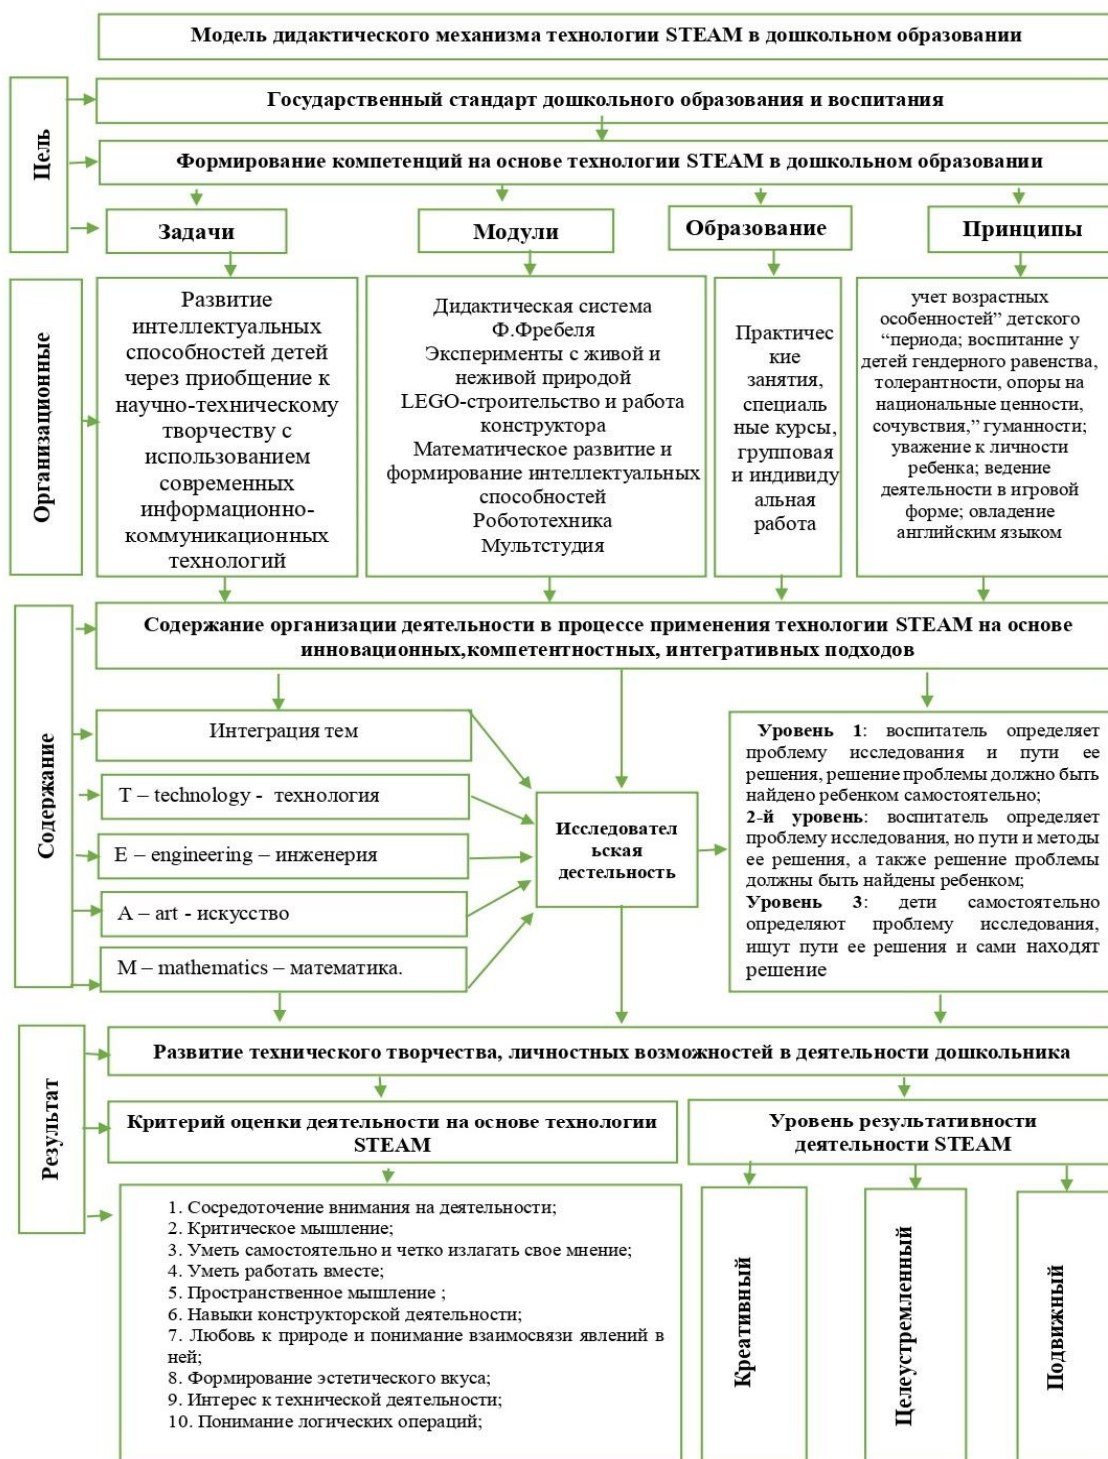 Модель дидактического механизма технологии STEAM в дошкольном образовании
Цель
Государственный стандарт дошкольного образования и воспитания
Формирование компетенций на основе технологии STEAM в дошкольном образовании
Задачи
Модули
Образование
Принципы
Организационные
Развитие
интеллектуальных
способностей детей
через приобщение к
научно-техническому
творчеству с
использованием
современных
информационно-
коммуникационных
технологий
Дидактическая система
Ф.Фребеля
Эксперименты с живой и
неживой природой
LEGO-строительство и работа
конструктора
Математическое развитие и
формирование интеллектуальных
способностей
Робототехника
Мультстудия
Практичес
кие
занятия,
специаль
ные курсы,
групповая
и индивиду
альная
работа
учет возрастных
особенностей” детского
“периода; воспитание у
детей гендерного равенства,
толерантности, опоры на
национальные ценности,
сочувствия,” гуманности;
уважение к личности
ребенка; ведение
деятельности в игровой
форме; овладение
английским языком
Содержание
Содержание организации деятельности в процессе применения технологии STEAM на основе
инновационных,компетентностных, интегративных подходов
Интеграция тем
T – technology - технология
E – engineering – инженерия
A – art - искусство
M – mathematics – математика.
Исследовател
ьская
дестельность
Уровень 1: воспитатель определяет
проблему исследования и пути ее
решения, решение проблемы должно быть
найдено ребенком самостоятельно;
2-й уровень: воспитатель определяет
проблему исследования, но пути и методы
ее решения, а также решение проблемы
должны быть найдены ребенком;
Уровень 3: дети самостоятельно
определяют проблему исследования,
ищут пути ее решения и сами находят
решение
Результат
Развитие технического творчества, личностных возможностей в деятельности дошкольника
Критерий оценки деятельности на основе технологии
STEAM
Уровень результативности
деятельности STEAM
1. Сосредоточение внимания на деятельности;
2. Критическое мышление;
3. Уметь самостоятельно и четко излагать свое мнение;
4. Уметь работать вместе;
5. Пространственное мышление ;
6. Навыки конструкторской деятельности;
7. Любовь к природе и понимание взаимосвязи явлений в
ней;
8. Формирование эстетического вкуса;
9. Интерес к технической деятельности;
10. Понимание логических операций;
Креативный
Целеустремленный
Подвижный